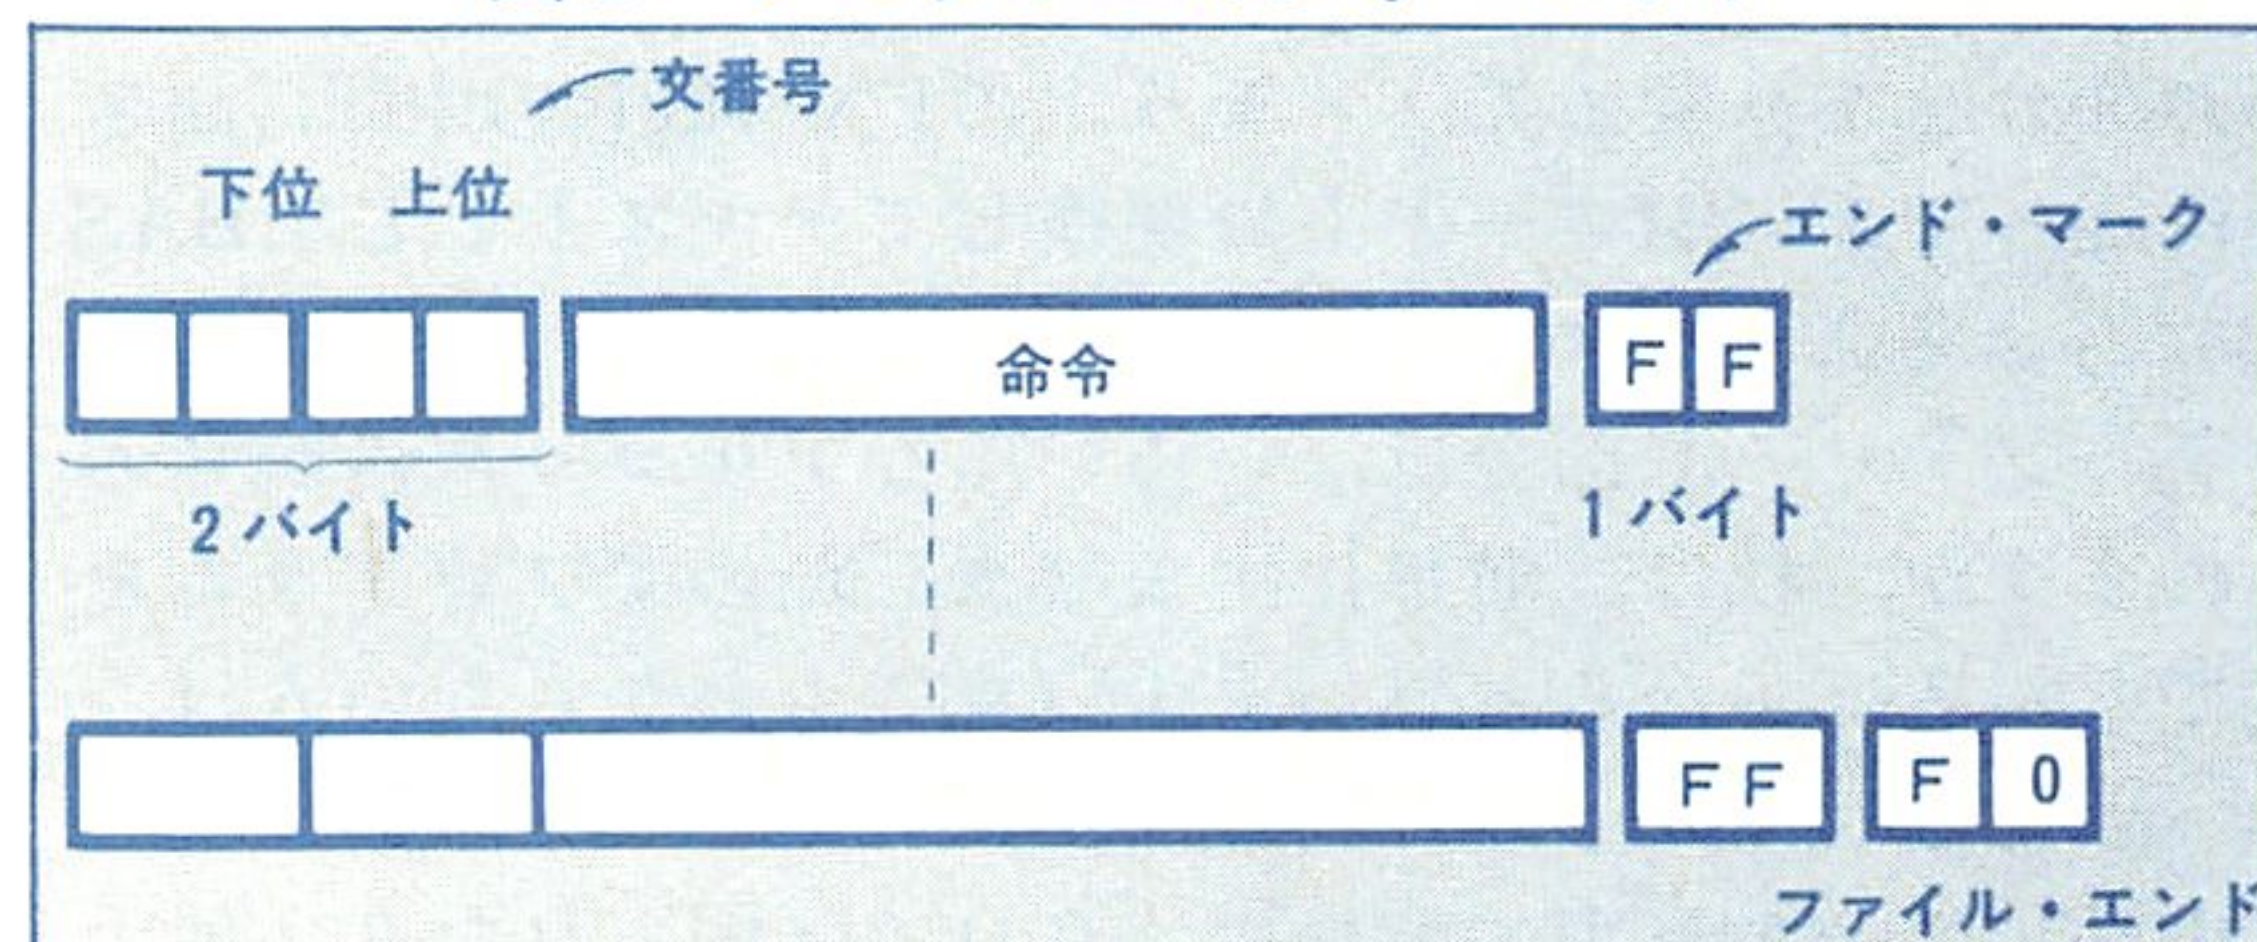 文番号
下位 上位
エンド・マーク
命令
F F
2バイト
1バイト
FF
F 0
ファイル・エンド